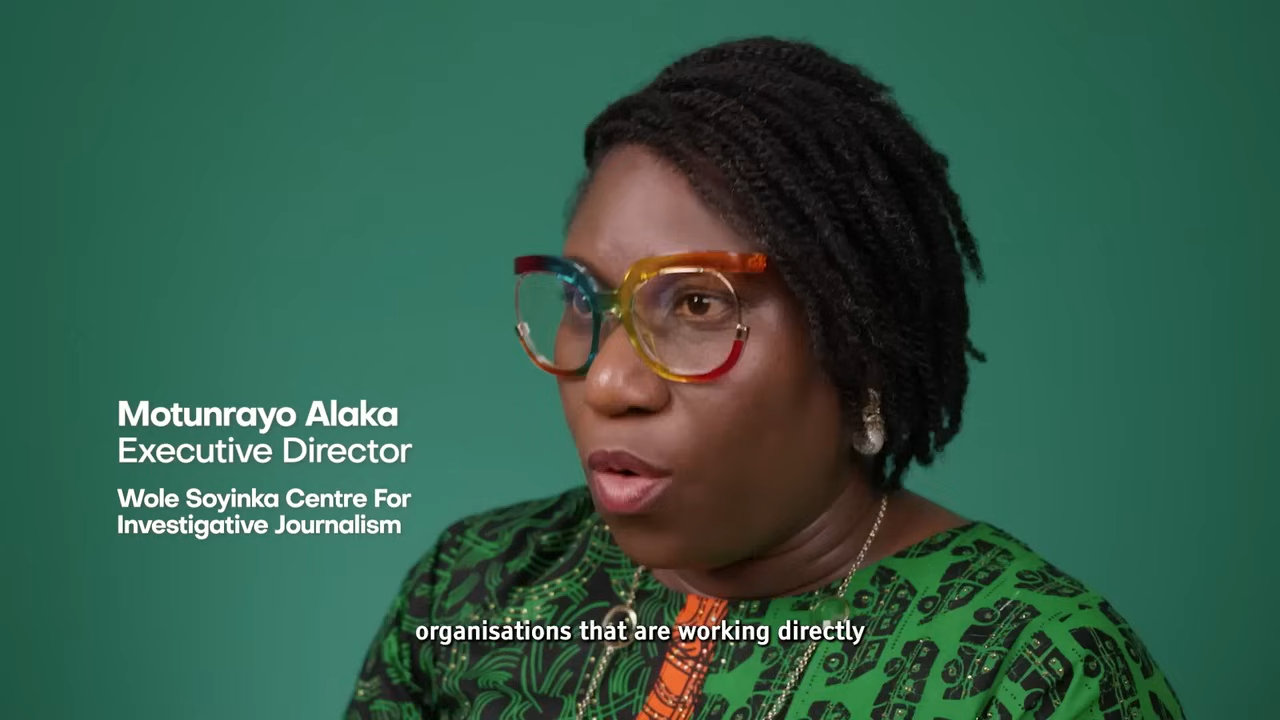 Motunrayo Alaka
Executive Director
Wole Soyinka Centre For
Investigative Journalism
organisations that are working directly